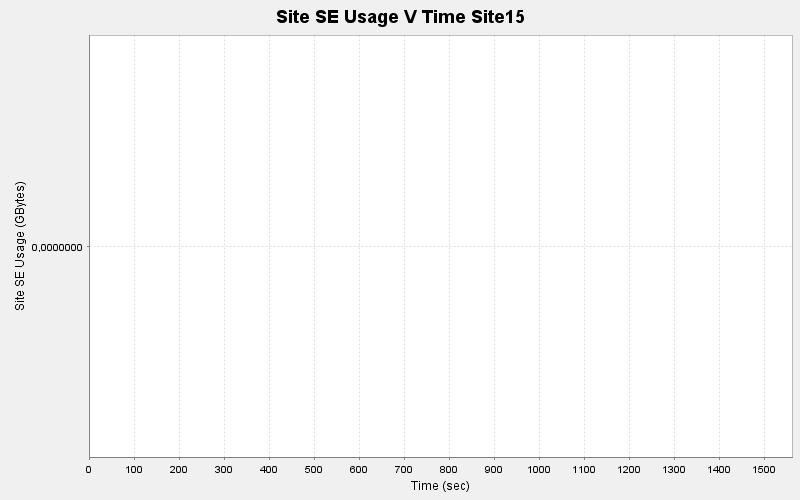 Site SE Usage V Time Site15
Site SE Usage (GBytes)
0,0000000
0 100 200 300 400 500 600 700 800 900 1000 1100 1200 1300 1400 1500
Time (sec)